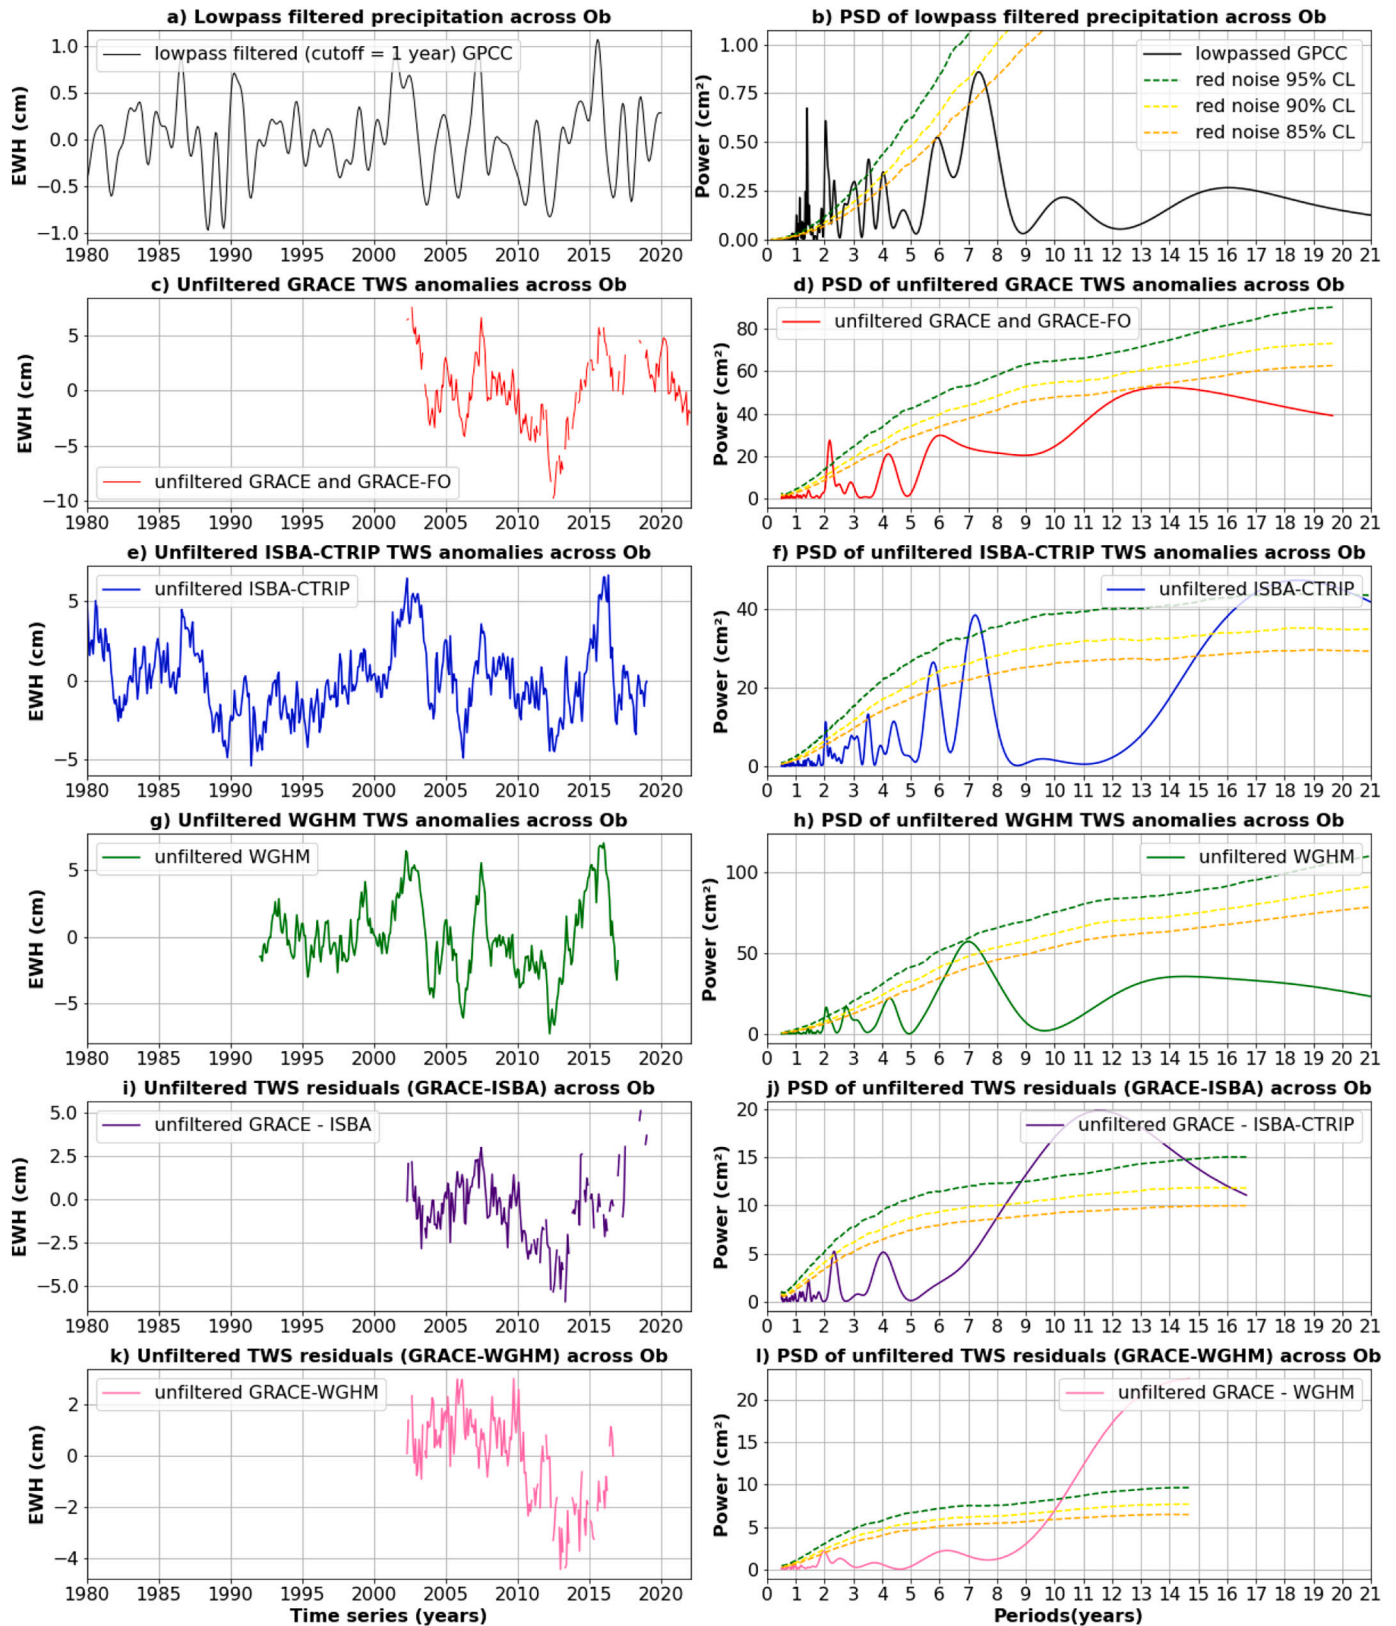 a) Lowpass filtered precipitation across Ob
EWH (cm)
1.0
0.5
0.0
−0.5
−1.0
lowpass filtered (cutoff = 1 year) GPCC
1980 1985 1990 1995 2000 2005 2010 2015 2020
b) PSD of lowpass filtered precipitation across Ob
Power (cm²)
1.00
0.75
0.50
0.25
0.00
lowpassed GPCC
red noise 95% CL
red noise 90% CL
red noise 85% CL
0 1 2 3 4 5 6 7 8 9 10 11 12 13 14 15 16 17 18 19 20 21
c) Unfiltered GRACE TWS anomalies across Ob
EWH (cm)
5
0
−5
−10
unfiltered GRACE and GRACE-FO
1980 1985 1990 1995 2000 2005 2010 2015 2020
d) PSD of unfiltered GRACE TWS anomalies across Ob
Power (cm²)
80
60
40
20
0
unfiltered GRACE and GRACE-FO
0 1 2 3 4 5 6 7 8 9 10 11 12 13 14 15 16 17 18 19 20 21
e) Unfiltered ISBA-CTRIP TWS anomalies across Ob
EWH (cm)
5
0
−5
unfiltered ISBA-CTRIP
1980 1985 1990 1995 2000 2005 2010 2015 2020
f) PSD of unfiltered ISBA-CTRIP TWS anomalies across Ob
Power (cm²)
40
20
0
unfiltered ISBA-CTRIP
0 1 2 3 4 5 6 7 8 9 10 11 12 13 14 15 16 17 18 19 20 21
g) Unfiltered WGHM TWS anomalies across Ob
EWH (cm)
5
0
−5
unfiltered WGHM
1980 1985 1990 1995 2000 2005 2010 2015 2020
h) PSD of unfiltered WGHM TWS anomalies across Ob
Power (cm²)
100
50
0
unfiltered WGHM
0 1 2 3 4 5 6 7 8 9 10 11 12 13 14 15 16 17 18 19 20 21
i) Unfiltered TWS residuals (GRACE-ISBA) across Ob
EWH (cm)
5.0
2.5
0.0
−2.5
−5.0
unfiltered GRACE - ISBA
1980 1985 1990 1995 2000 2005 2010 2015 2020
j) PSD of unfiltered TWS residuals (GRACE-ISBA) across Ob
Power (cm²)
20
15
10
5
0
unfiltered GRACE - ISBA-CTRIP
0 1 2 3 4 5 6 7 8 9 10 11 12 13 14 15 16 17 18 19 20 21
k) Unfiltered TWS residuals (GRACE-WGHM) across Ob
EWH (cm)
2
0
−2
−4
unfiltered GRACE-WGHM
1980 1985 1990 1995 2000 2005 2010 2015 2020
Time series (years)
l) PSD of unfiltered TWS residuals (GRACE-WGHM) across Ob
Power (cm²)
20
15
10
5
0
unfiltered GRACE - WGHM
0 1 2 3 4 5 6 7 8 9 10 11 12 13 14 15 16 17 18 19 20 21
Periods(years)